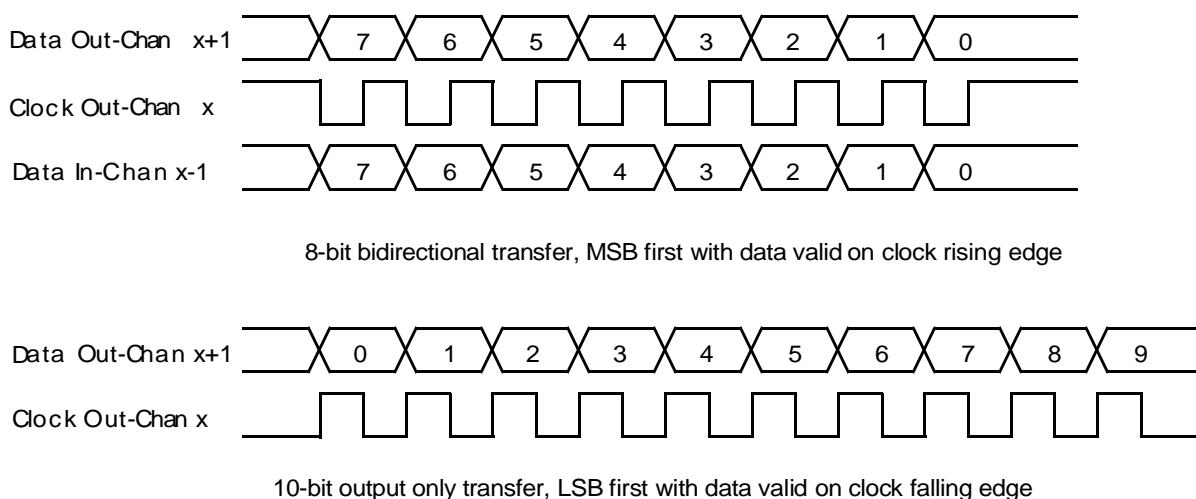 Data Out-Chan x+1 7 6 5 4 3 2 1 0
Clock Out-Chan x
Data In-Chan x-1 7 6 5 4 3 2 1 0
8-bit bidirectional transfer, MSB first with data valid on clock rising edge
Data Out-Chan x+1 0 1 2 3 4 5 6 7 8 9
Clock Out-Chan x
10-bit output only transfer, LSB first with data valid on clock falling edge